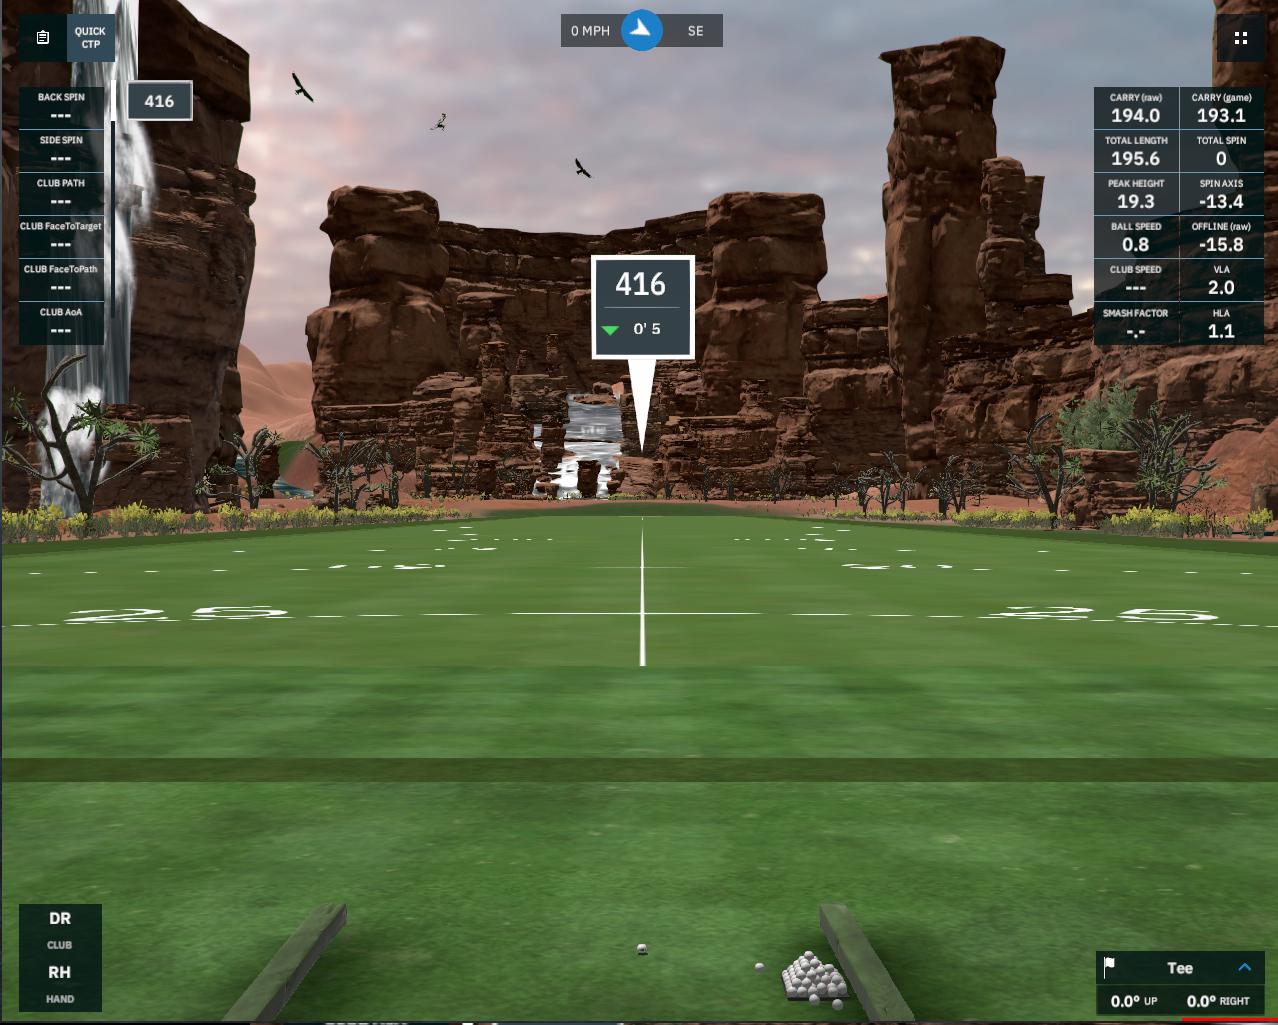 QUICK
CTP
0 MPH
SE
416
BACK SPIN
---
SIDE SPIN
---
CLUB PATH
---
CLUB FaceToTarget
---
CLUB FaceToPath
---
CLUB AoA
---
416
0' 5
CARRY (raw)
194.0
CARRY (game)
193.1
TOTAL LENGTH
195.6
TOTAL SPIN
0
PEAK HEIGHT
19.3
SPIN AXIS
-13.4
BALL SPEED
0.8
OFFLINE (raw)
-15.8
CLUB SPEED
---
VLA
2.0
SMASH FACTOR
-.-
HLA
1.1
25
25
DR
CLUB
RH
HAND
Tee
0.0° UP
0.0° RIGHT